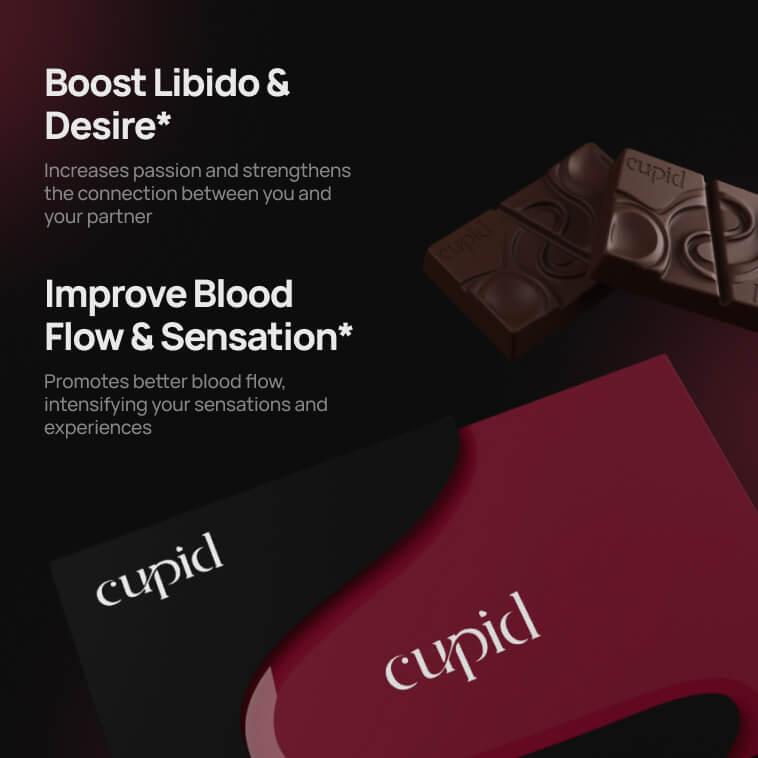 Boost Libido &
Desire*
Increases passion and strengthens
the connection between you and
your partner
cupid
cupid
Improve Blood
Flow & Sensation*
Promotes better blood flow,
intensifying your sensations and
experiences
cupid
cupid